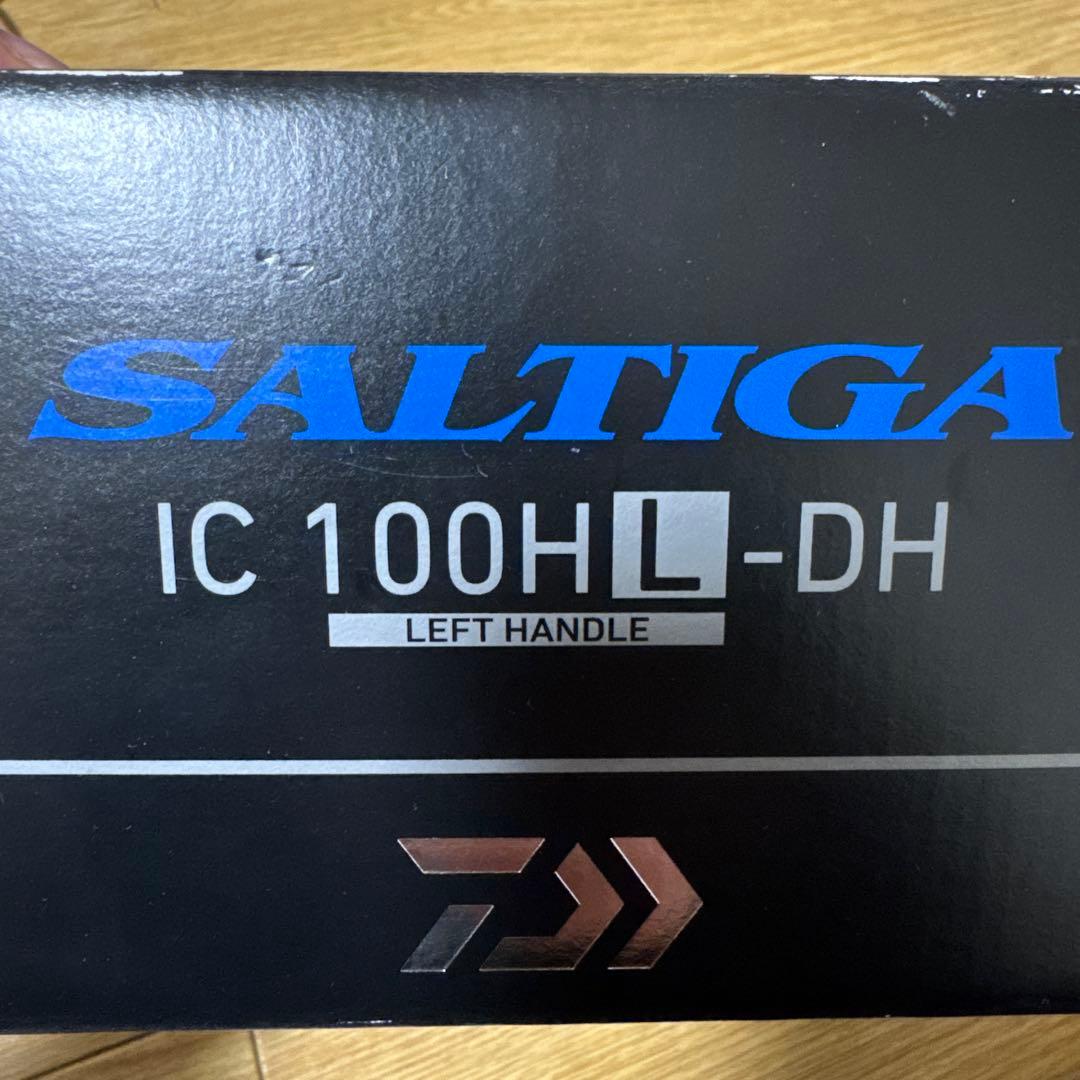 SALTIGA
IC 100HL-DH
LEFT HANDLE